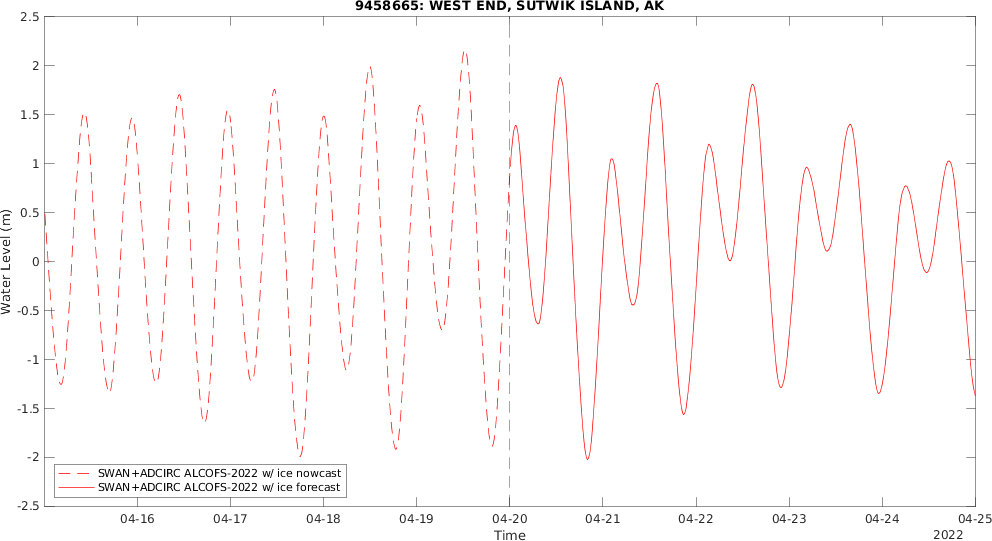 9458665: WEST END, SUTWIK ISLAND, AK
2.5
2
1.5
1
0.5
0
-0.5
-1
-1.5
-2
-2.5
Water Level (m)
SWAN+ADCIRC ALCOFS-2022 w/ ice nowcast
SWAN+ADCIRC ALCOFS-2022 w/ ice forecast
04-16 04-17 04-18 04-19 04-20 04-21 04-22 04-23 04-24 04-25
Time
2022